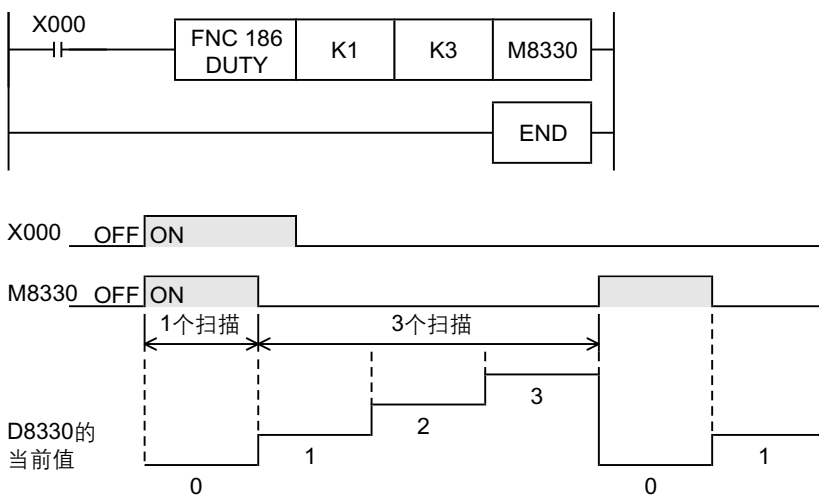 X000
FNC 186
DUTY
K1
K3
M8330
END
X000 OFF ON
M8330 OFF ON
1个扫描
3个扫描
D8330的
当前值
0
1
2
3
0
1